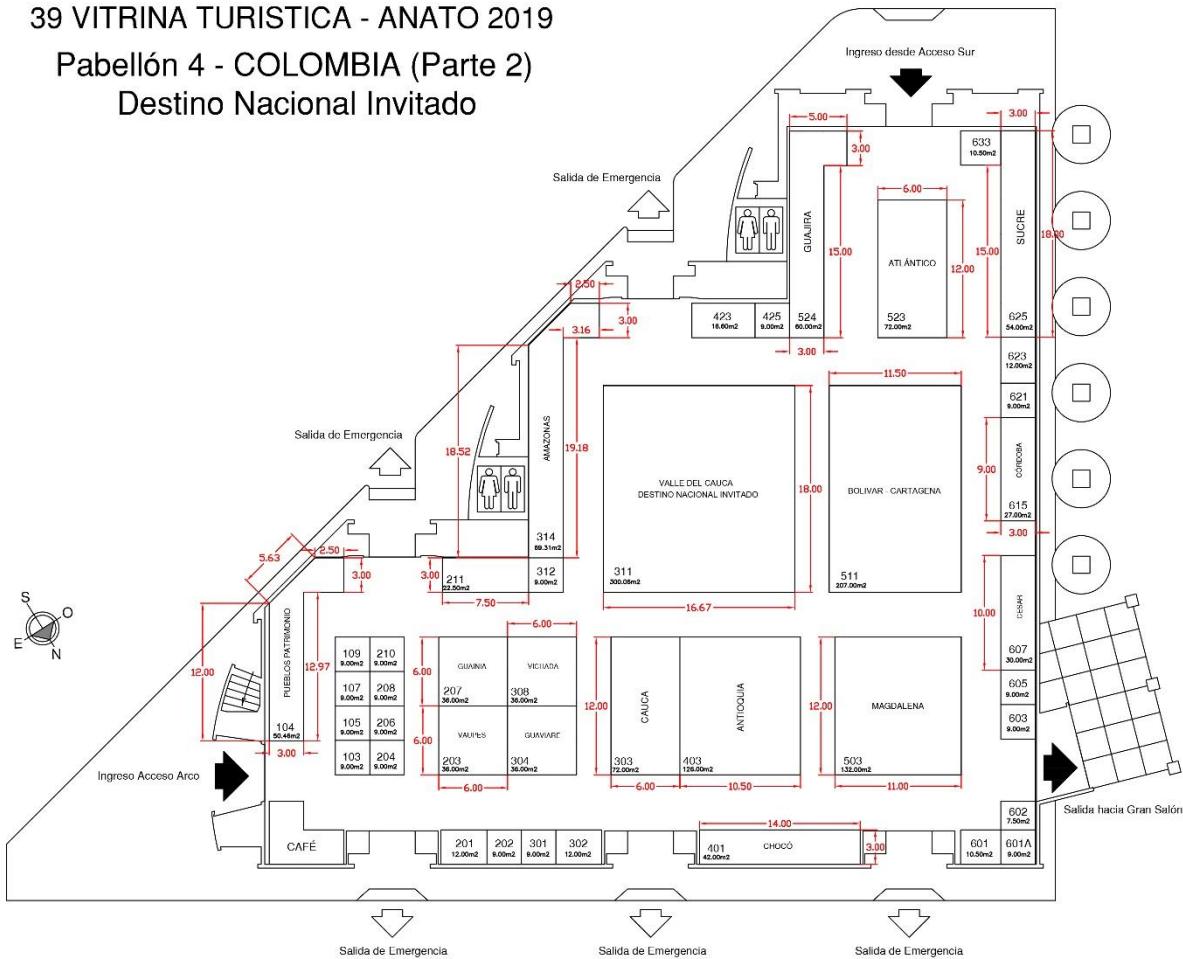 39 VITRINA TURISTICA - ANATO 2019
Pabellón 4 - COLOMBIA (Parte 2)
Destino Nacional Invitado
Ingreso desde Acceso Sur
5.00
3.00
3.00
633
10.50m2
Salida de Emergencia
6.00
GUAJIRA
SUCRE
15.00
ATLÁNTICO
12.00
15.00
18.00
2.50
3.00
3.16
423
16.60m2
425
9.00m2
524
60.00m2
523
72.00m2
625
54.00m2
3.00
623
12.00m2
11.50
621
9.00m2
Salida de Emergencia
18.52
AMAZONAS
19.18
VALLE DEL CAUCA
DESTINO NACIONAL INVITADO
18.00
BOLIVAR - CARTAGENA
9.00
CORDOBA
615
27.00m2
3.00
314
69.31m2
5.63
2.50
3.00
3.00
211
22.50m2
312
9.00m2
7.50
311
300.06m2
16.67
511
207.00m2
10.00
CESAR
607
30.00m2
S
O
E
N
12.00
PUEBLOS PATRIMONIO
12.97
104
50.46m2
3.00
6.00
109
9.00m2
210
9.00m2
107
9.00m2
208
9.00m2
105
9.00m2
206
9.00m2
103
9.00m2
204
9.00m2
6.00
GUAINIA
207
36.00m2
VICHADA
308
36.00m2
6.00
VAUPES
203
36.00m2
GUAVIARE
304
36.00m2
6.00
12.00
CAUCA
303
72.00m2
6.00
ANTIOQUIA
403
126.00m2
10.50
12.00
MAGDALENA
503
132.00m2
11.00
605
9.00m2
603
9.00m2
Ingreso Acceso Arco
Salida hacia Gran Salón
602
7.50m2
CAFÉ
201
12.00m2
202
9.00m2
301
9.00m2
302
12.00m2
14.00
401
42.00m2
CHOCÓ
3.00
601
10.50m2
601A
9.00m2
Salida de Emergencia
Salida de Emergencia
Salida de Emergencia